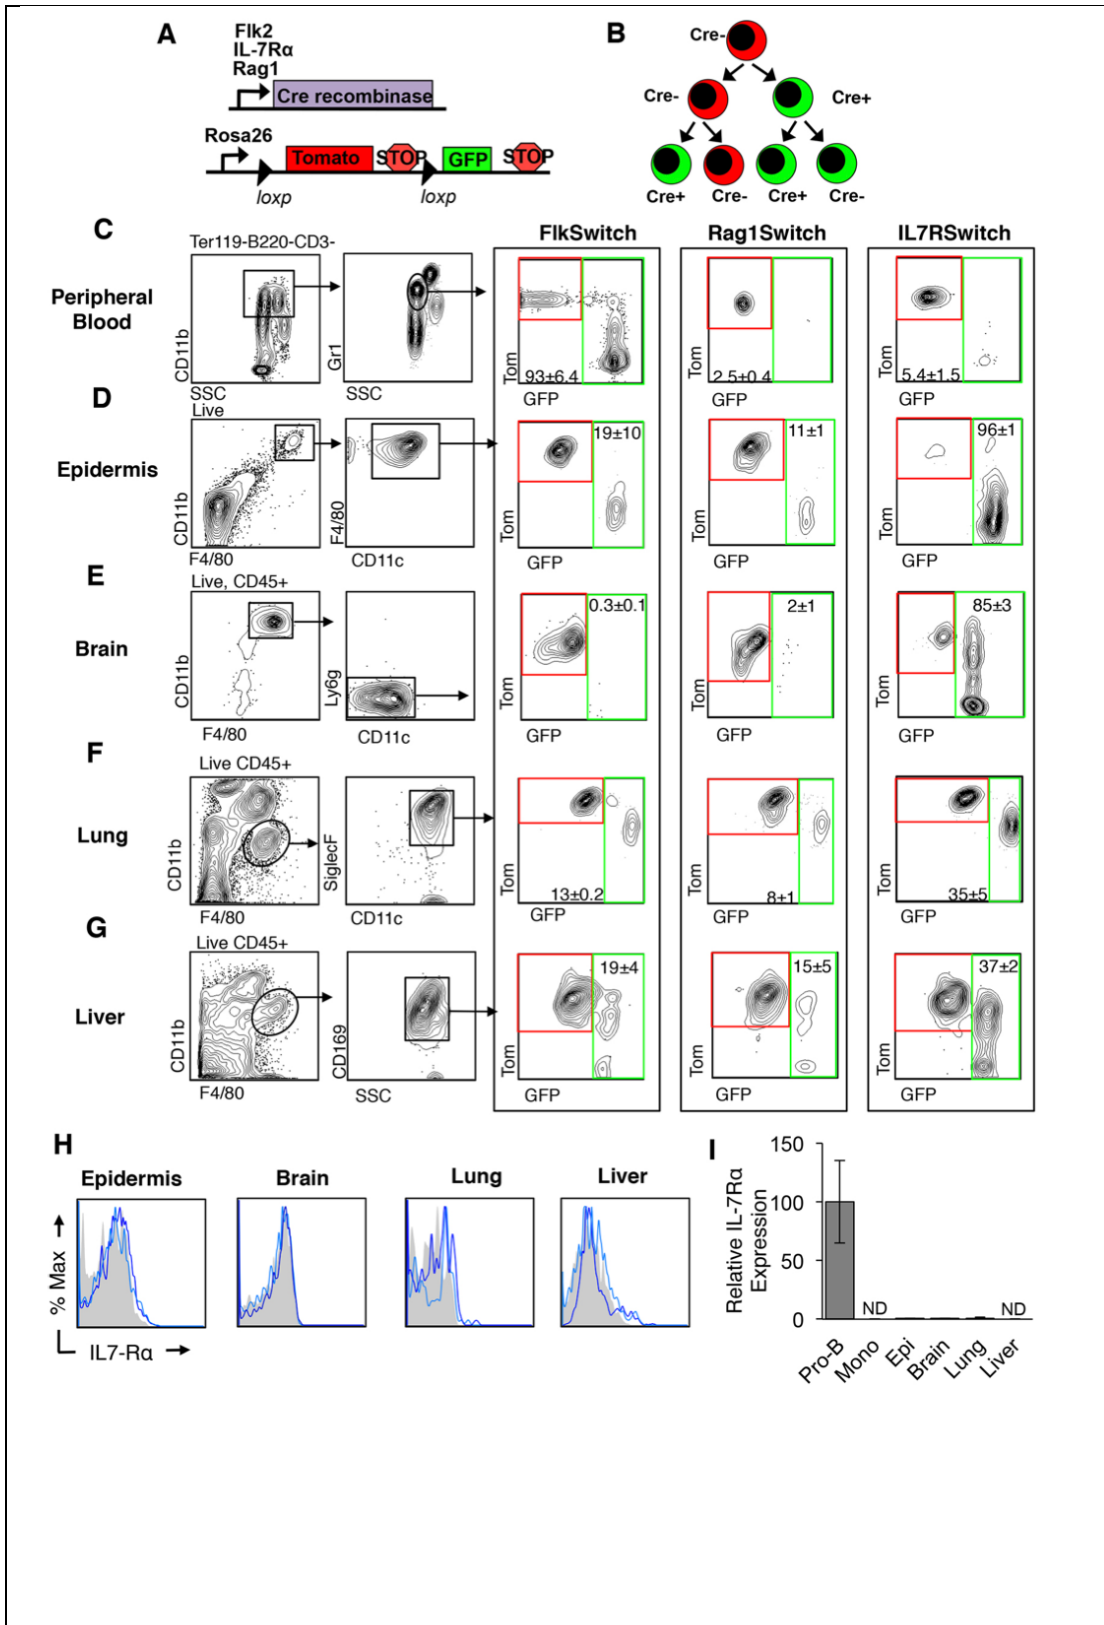 A
Flk2
IL-7Rα
Rag1
Cre recombinase
Rosa26
Tomato
STOP
GFP
STOP
loxp
loxp
B
Cre-
Cre-
Cre+
Cre+
Cre-
Cre+
Cre-
C
FlkSwitch
Rag1Switch
IL7RSwitch
Peripheral
Blood
Ter119-B220-CD3-
CD11b
SSC
Gr1
SSC
Tom
93±6.4
GFP
Tom
2.5±0.4
GFP
Tom
5.4±1.5
GFP
D
Epidermis
Live
CD11b
F4/80
F4/80
CD11c
Tom
19±10
GFP
Tom
11±1
GFP
Tom
96±1
GFP
E
Brain
Live, CD45+
CD11b
F4/80
Ly6g
CD11c
Tom
0.3±0.1
GFP
Tom
2±1
GFP
Tom
85±3
GFP
F
Lung
Live CD45+
CD11b
F4/80
SiglecF
CD11c
Tom
13±0.2
GFP
Tom
8±1
GFP
Tom
35±5
GFP
G
Liver
Live CD45+
CD11b
F4/80
CD169
SSC
Tom
19±4
GFP
Tom
15±5
GFP
Tom
37±2
GFP
H
Epidermis
Brain
Lung
Liver
% Max
IL7-Rα
I
Relative IL-7Rα
Expression
150
100
50
0
ND
ND
Pro-B
Mono
Epi
Brain
Lung
Liver